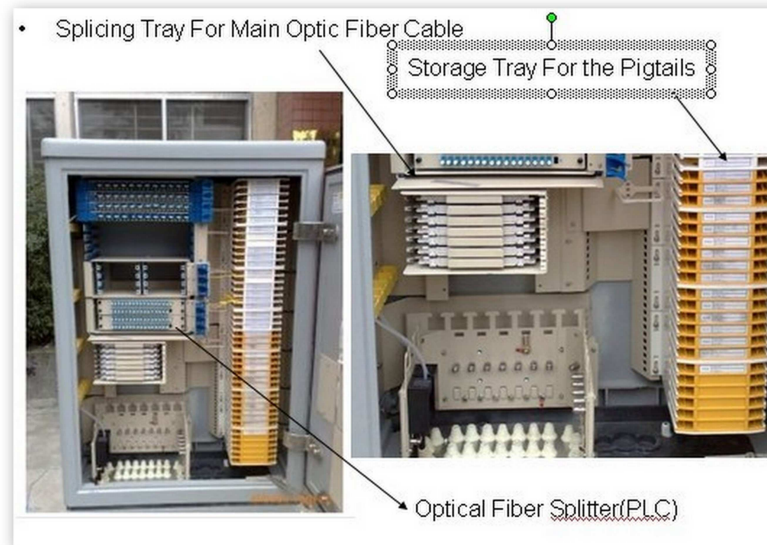 • Splicing Tray For Main Optic Fiber Cable
Storage Tray For the Pigtails
Optical Fiber Splitter(PLC)